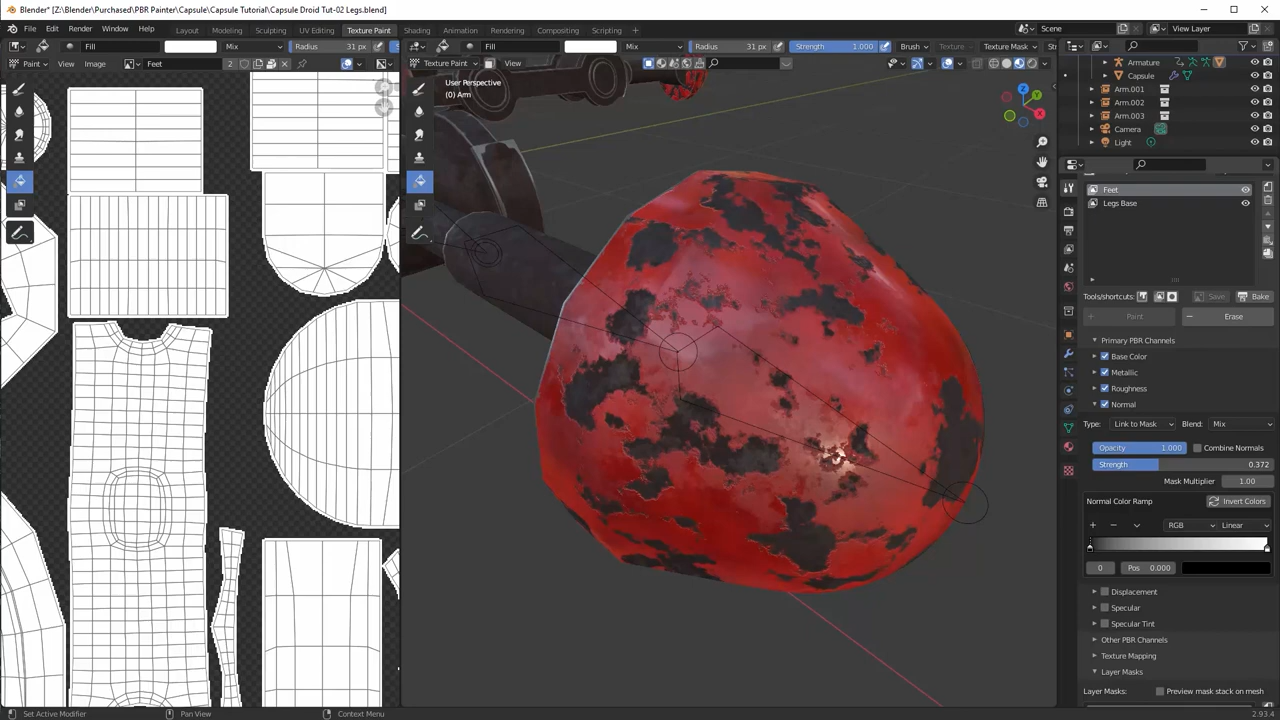 Blender* [Z:\Blender\Purchased\PBR Painter\Capsule Tutorial\Capsule Droid Tut-02 Legs.blend]
File Edit Render Window Help Layout Modeling Sculpting UV Editing Texture Paint Shading Animation Rendering Compositing Scripting Scene View Layer
Fill Mix Radius 31 px Fill Mix Radius 31 px Strength 1.000 Brush Texture Texture Mask
Paint View Image Feet 2 Texture Paint View
User Perspective
(0) Arm
Armature
Capsule
Arm.001
Arm.002
Arm.003
Camera
Light
Feet
Legs Base
Tools/shortcuts: Save Bake
Paint Erase
Primary PBR Channels
Base Color
Metallic
Roughness
Normal
Type: Link to Mask Blend: Mix
Opacity 1.000 Combine Normals
Strength 0.372
Mask Multiplier 1.00
Normal Color Ramp Invert Colors
RGB Linear
0 Pos 0.000
Displacement
Specular
Specular Tint
Other PBR Channels
Texture Mapping
Layer Masks
Layer Masks: Preview mask stack on mesh
Set Active Modifier Pan View Context Menu 2.93.4